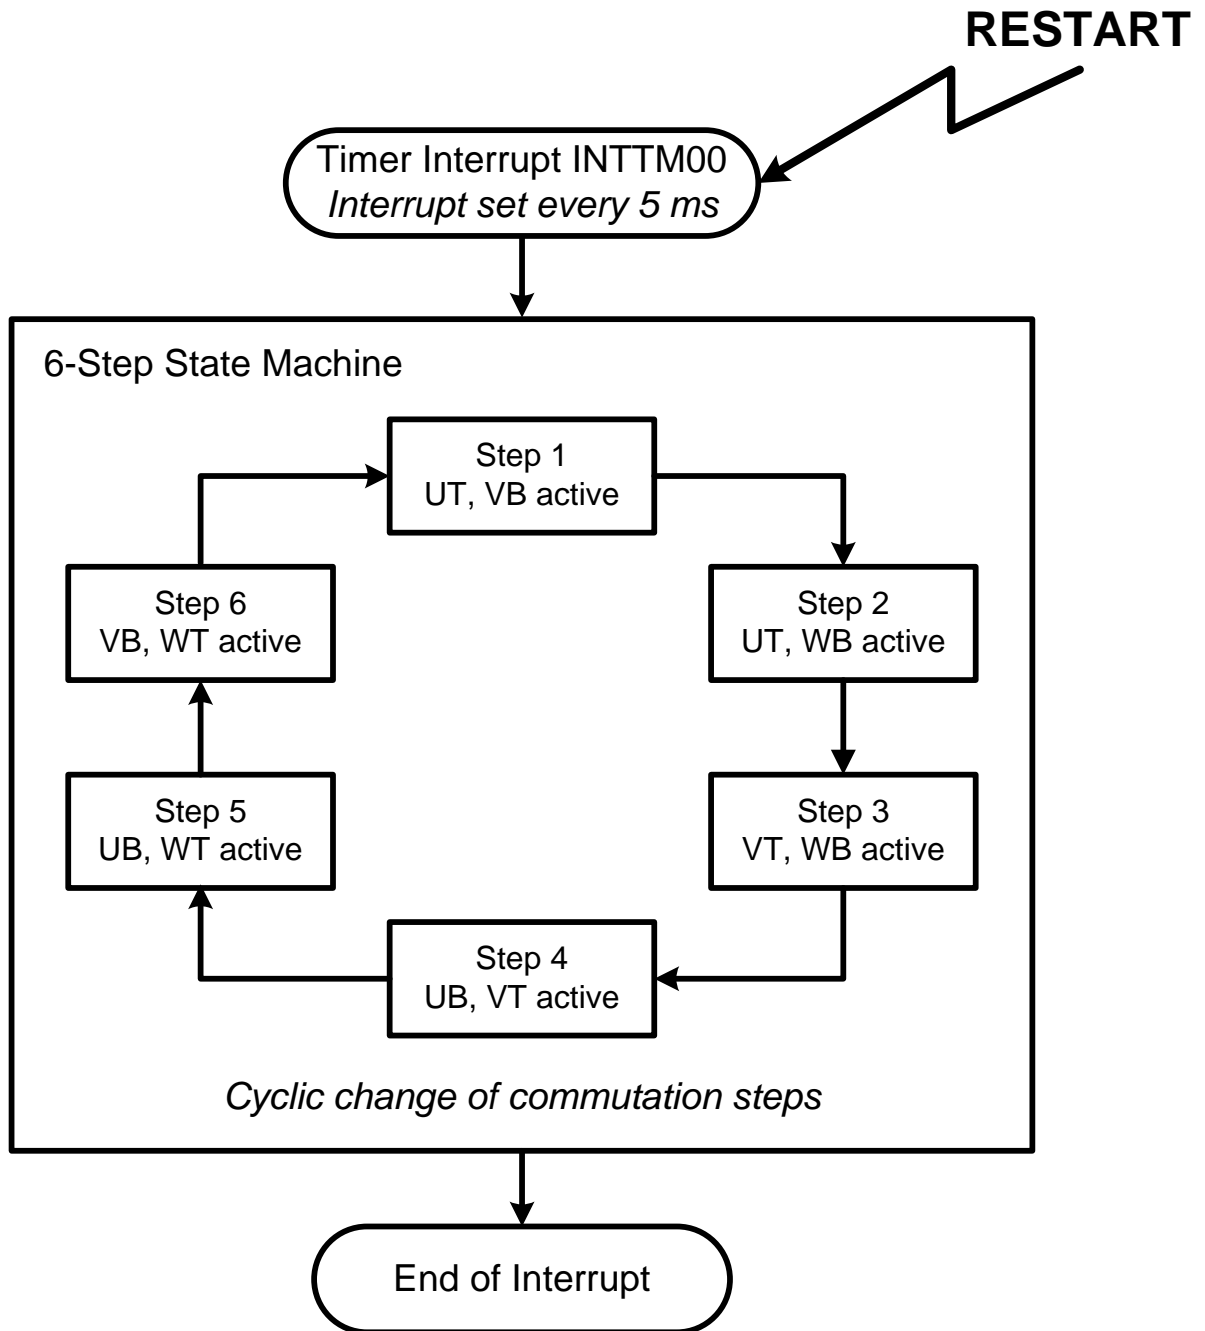 RESTART
Timer Interrupt INTTM00
Interrupt set every 5 ms
6-Step State Machine
Step 1
UT, VB active
Step 2
UT, WB active
Step 3
VT, WB active
Step 4
UB, VT active
Step 5
UB, WT active
Step 6
VB, WT active
Cyclic change of commutation steps
End of Interrupt